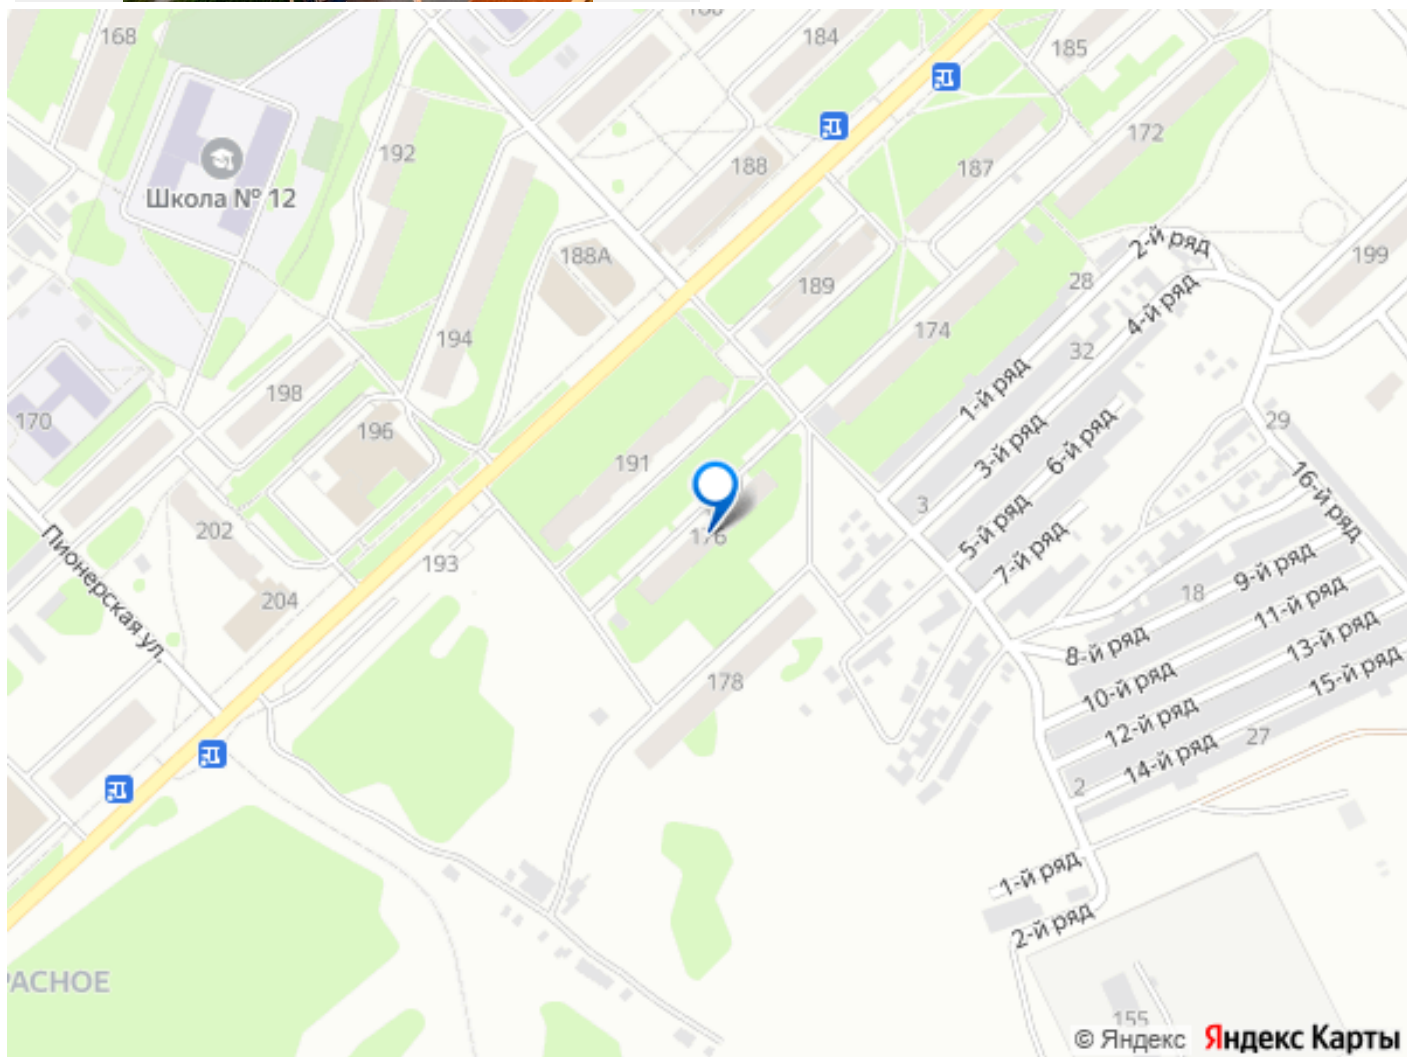 168
184
185
192
188
187
172
Школа № 12
188А
189
2-й ряд
28
4-й ряд
199
194
174
32
1-й ряд
198
170
196
3-й ряд
6-й ряд
29
191
16-й ряд
3
5-й ряд
176
202
7-й ряд
Пионерская ул.
193
9-й ряд
18
204
11-й ряд
8-й ряд
13-й ряд
178
10-й ряд
15-й ряд
12-й ряд
27
14-й ряд
2
1-й ряд
2-й ряд
РАСНОЕ
155
© Яндекс Яндекс Карты